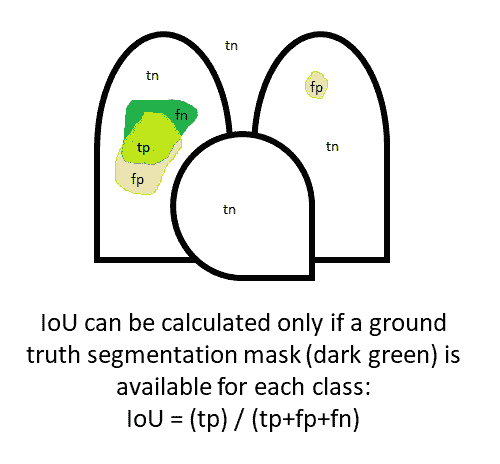 tn
tn
fp
fn
tp
tn
fp
tn
IoU can be calculated only if a ground
truth segmentation mask (dark green) is
available for each class:
IoU = (tp) / (tp+fp+fn)